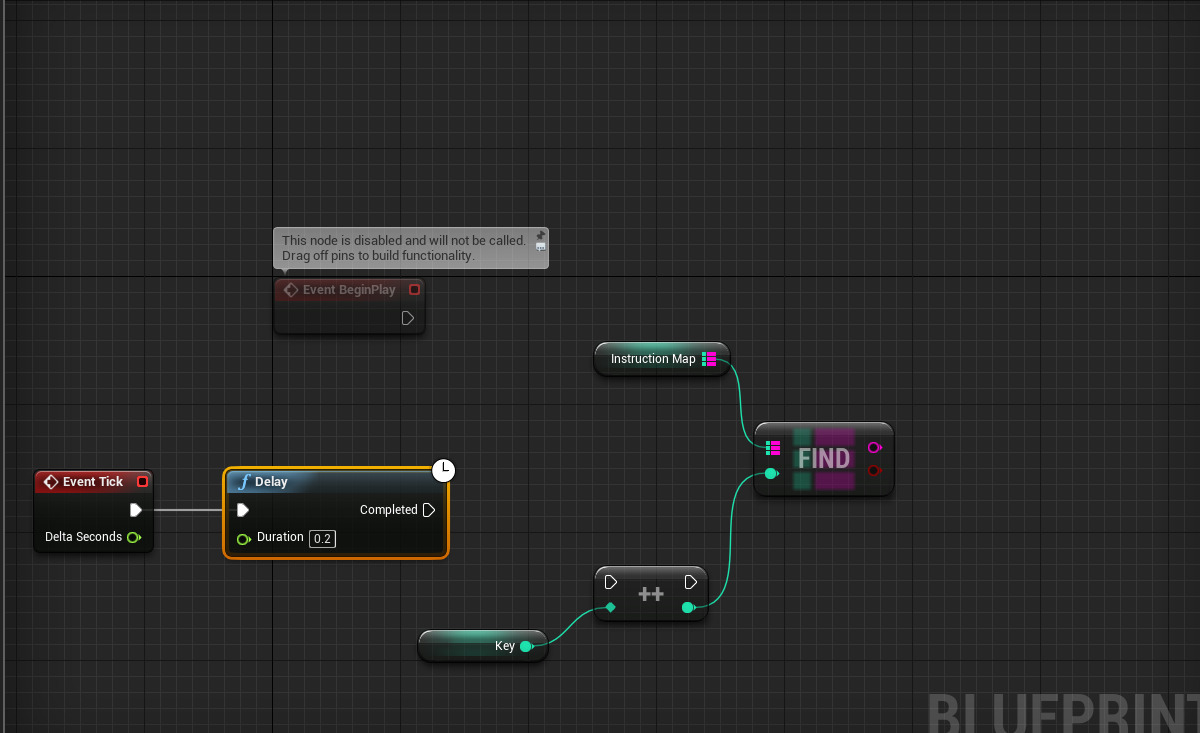 This node is disabled and will not be called.
Drag off pins to build functionality.
Event BeginPlay
Instruction Map
FIND
Event Tick
Delta Seconds
Delay
Completed
Duration 0.2
++
Key
BLUEPRINT